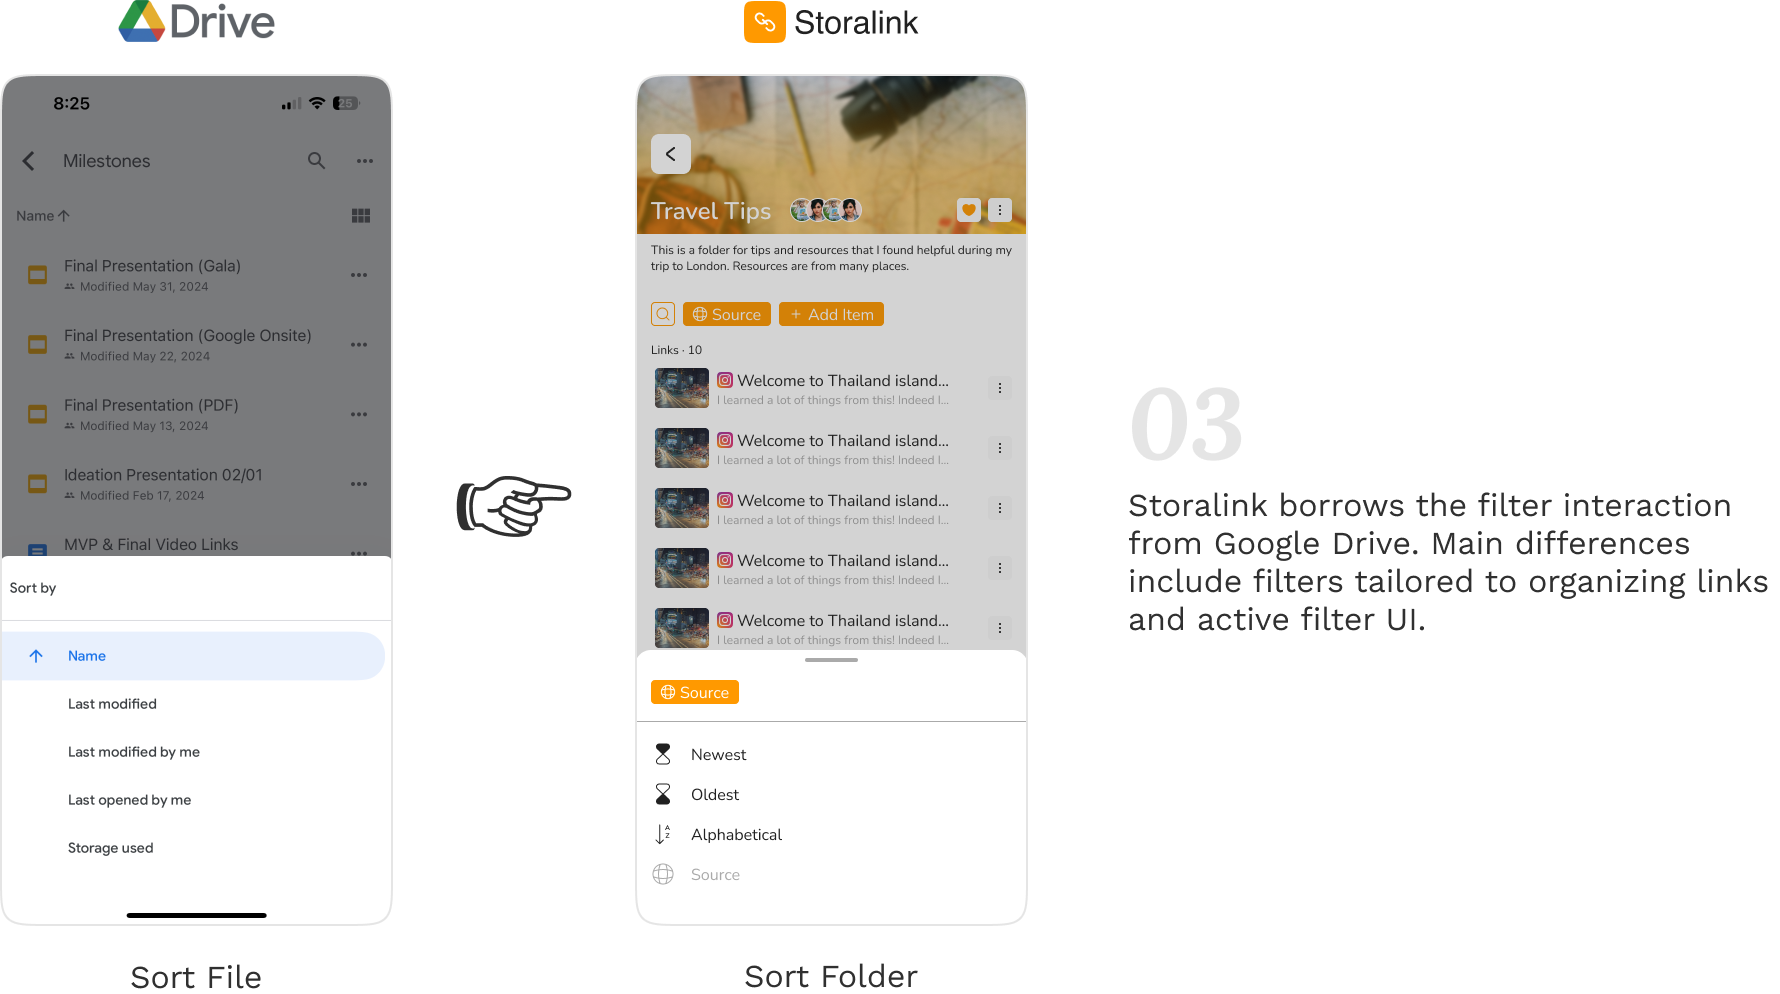 Drive
8:25
25
Milestones
Name
Final Presentation (Gala)
Modified May 31, 2024
Final Presentation (Google Onsite)
Modified May 22, 2024
Final Presentation (PDF)
Modified May 13, 2024
Ideation Presentation 02/01
Modified Feb 17, 2024
MVP & Final Video Links
Sort by
Name
Last modified
Last modified by me
Last opened by me
Storage used
Sort File
Storalink
Travel Tips
This is a folder for tips and resources that I found helpful during my
trip to London. Resources are from many places.
Source
+ Add Item
Links · 10
Welcome to Thailand island...
I learned a lot of things from this! Indeed I...
Welcome to Thailand island...
I learned a lot of things from this! Indeed I...
Welcome to Thailand island...
I learned a lot of things from this! Indeed I...
Welcome to Thailand island...
I learned a lot of things from this! Indeed I...
Welcome to Thailand island...
I learned a lot of things from this! Indeed I...
Source
Newest
Oldest
A
Z
Alphabetical
Source
Sort Folder
03
Storalink borrows the filter interaction
from Google Drive. Main differences
include filters tailored to organizing links
and active filter UI.